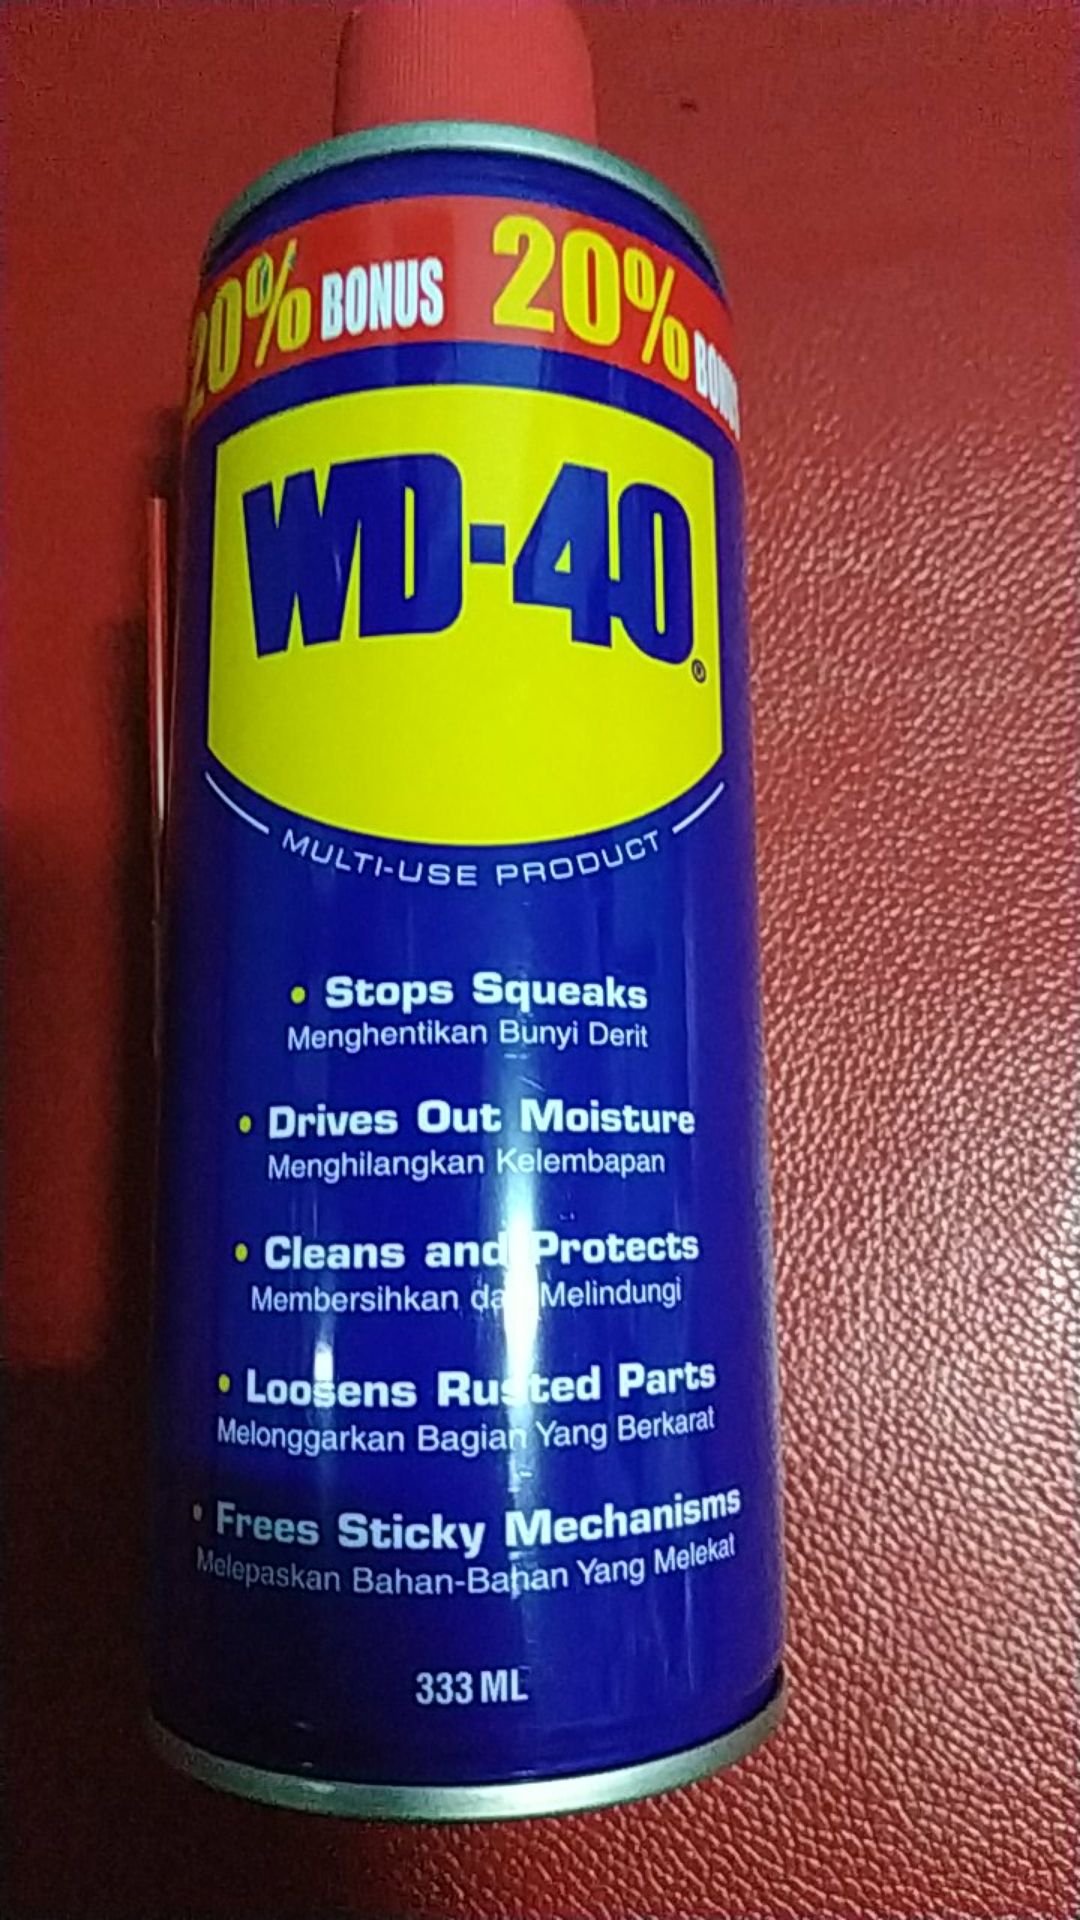 20% BONUS 20% BONUS
WD-40
MULTI-USE PRODUCT
• Stops Squeaks
Menghentikan Bunyi Derit
• Drives Out Moisture
Menghilangkan Kelembapan
• Cleans and Protects
Membersihkan dan Melindungi
• Loosens Rusted Parts
Melonggarkan Bagian Yang Berkarat
• Frees Sticky Mechanisms
Melepaskan Bahan-Bahan Yang Melekat
333 ML